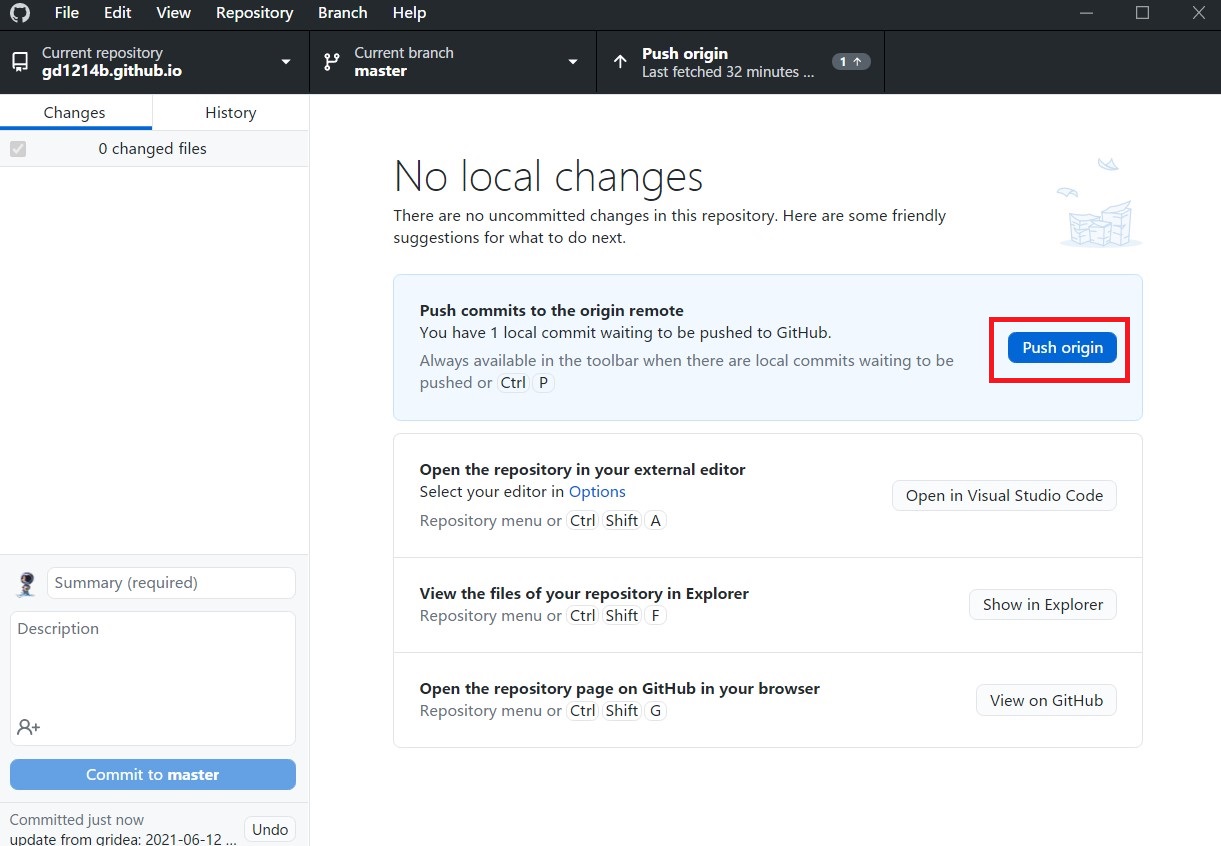 File Edit View Repository Branch Help
Current repository
gd1214b.github.io
Current branch
master
Push origin
Last fetched 32 minutes ...
1
Changes History
0 changed files
No local changes
There are no uncommitted changes in this repository. Here are some friendly
suggestions for what to do next.
Push commits to the origin remote
You have 1 local commit waiting to be pushed to GitHub.
Always available in the toolbar when there are local commits waiting to be
pushed or Ctrl P
Push origin
Open the repository in your external editor
Select your editor in Options
Repository menu or Ctrl Shift A
Open in Visual Studio Code
View the files of your repository in Explorer
Repository menu or Ctrl Shift F
Show in Explorer
Open the repository page on GitHub in your browser
Repository menu or Ctrl Shift G
View on GitHub
Summary (required)
Description
Commit to master
Committed just now
update from gridea: 2021-06-12 ...
Undo